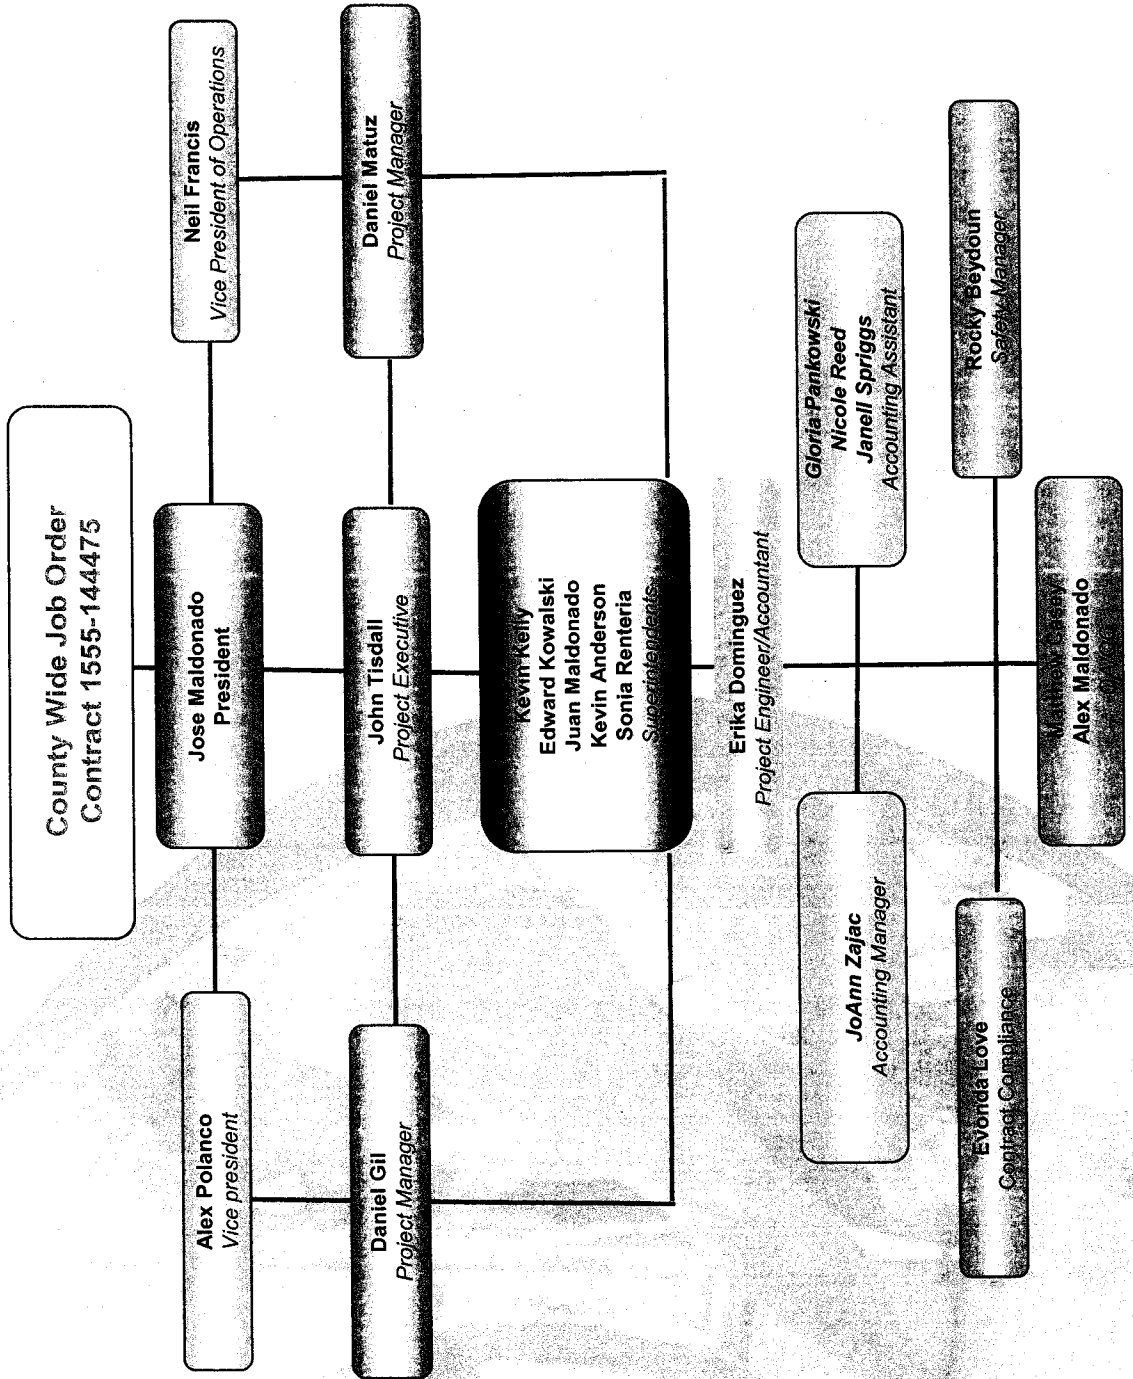 County Wide Job Order
Contract 1555-144475
Alex Polanco
Vice president
Jose Maldonado
President
Neil Francis
Vice President of Operations
Daniel Gil
Project Manager
John Tisdall
Project Executive
Daniel Matuz
Project Manager
Kevin Kelly
Edward Kowalski
Juan Maldonado
Kevin Anderson
Sonia Renteria
Superintendents
Erika Dominguez
Project Engineer/Accountant
JoAnn Zajac
Accounting Manager
Gloria Pankowski
Nicole Reed
Janell Spriggs
Accounting Assistant
Evonda Love
Contract Compliance
Rocky Beydoun
Safety Manager
Matthew Casey
Alex Maldonado